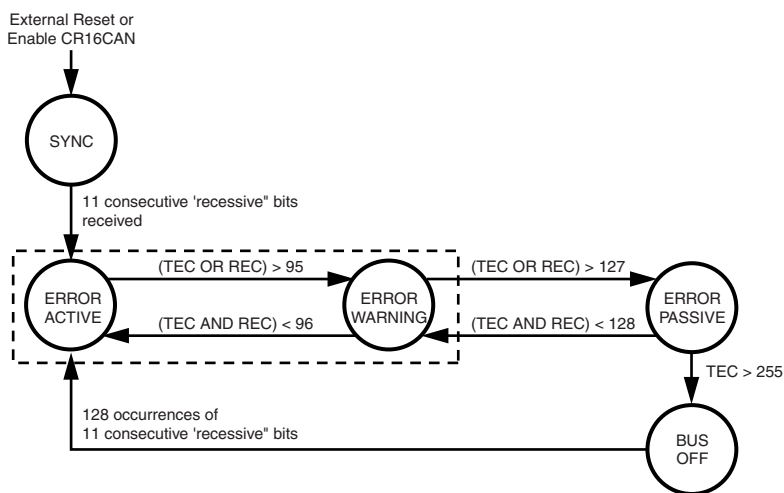 External Reset or
Enable CR16CAN
SYNC
11 consecutive 'recessive" bits
received
(TEC OR REC) > 95
(TEC OR REC) > 127
ERROR
ACTIVE
ERROR
WARNING
ERROR
PASSIVE
(TEC AND REC) < 96
(TEC AND REC) < 128
TEC > 255
128 occurrences of
11 consecutive 'recessive" bits
BUS
OFF